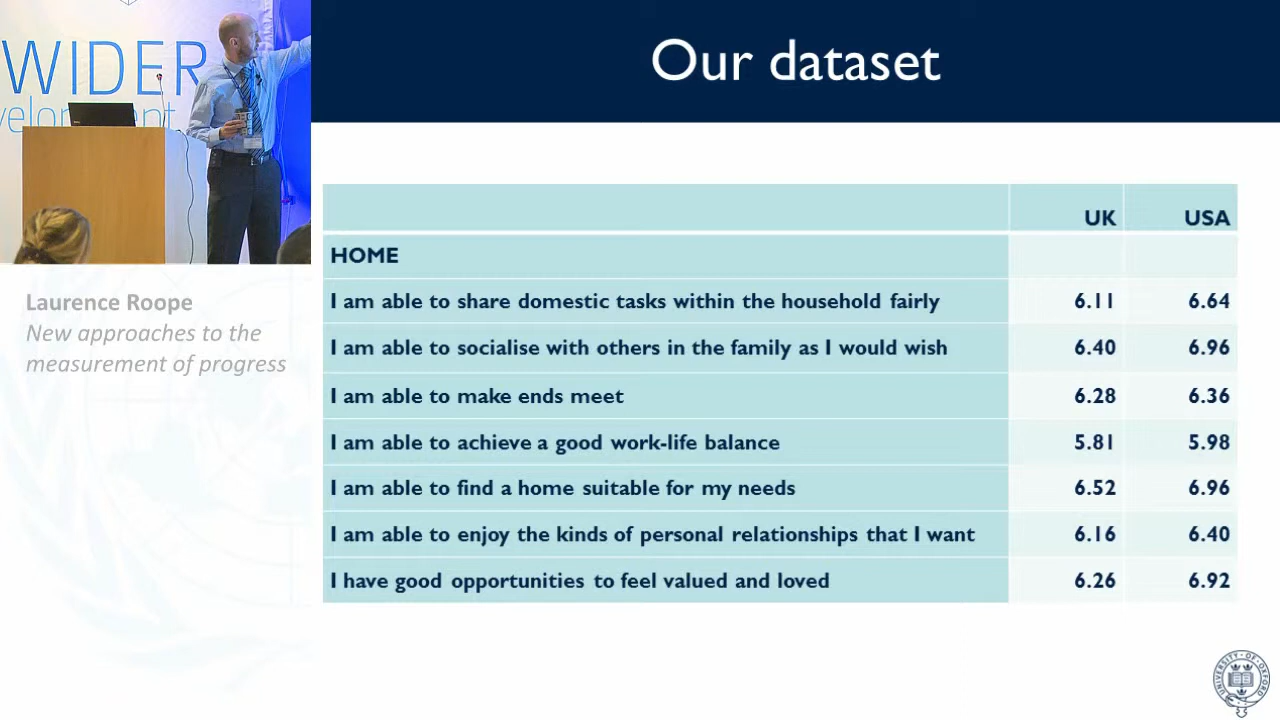 WIDER
Our dataset
UK USA
HOME
I am able to share domestic tasks within the household fairly 6.11 6.64
I am able to socialise with others in the family as I would wish 6.40 6.96
I am able to make ends meet 6.28 6.36
I am able to achieve a good work-life balance 5.81 5.98
I am able to find a home suitable for my needs 6.52 6.96
I am able to enjoy the kinds of personal relationships that I want 6.16 6.40
I have good opportunities to feel valued and loved 6.26 6.92
Laurence Roope
New approaches to the
measurement of progress
UNIVERSITY OF OXFORD